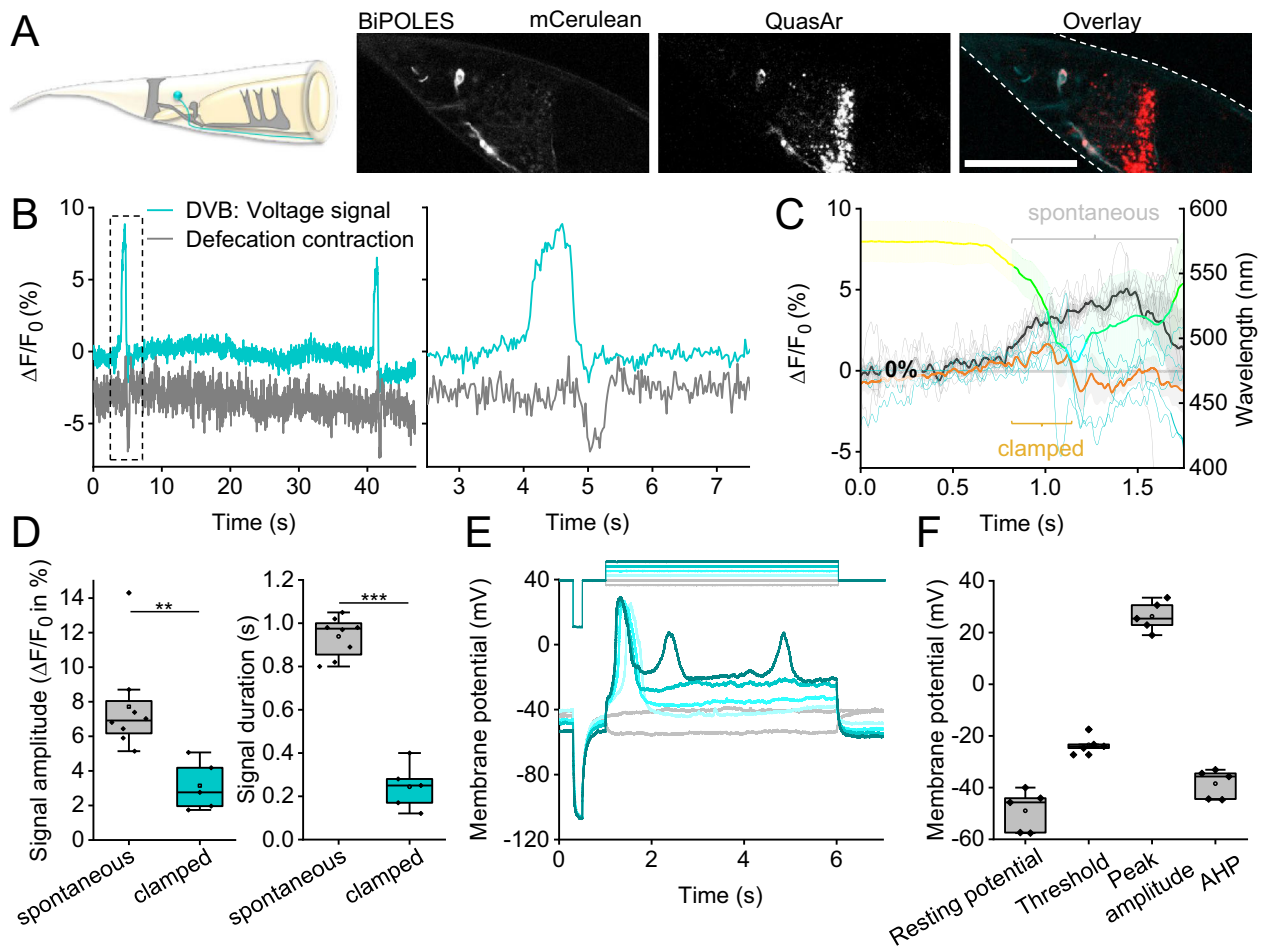 A
BiPOLES mCerulean QuasAr Overlay
B
DVB: Voltage signal
Defecation contraction
ΔF/F0 (%)
10
5
0
-5
0 10 20 30 40
Time (s)
3 4 5 6 7
Time (s)
C
spontaneous
clamped
0%
ΔF/F0 (%)
10
5
0
-5
0.0 0.5 1.0 1.5
Time (s)
Wavelength (nm)
600
550
500
450
400
D
Signal amplitude (ΔF/F0 in %)
14
12
10
8
6
4
2
0
**
spontaneous
clamped
Signal duration (s)
1.2
1.0
0.8
0.6
0.4
0.2
0.0
***
spontaneous
clamped
E
Membrane potential (mV)
40
0
-40
-80
-120
0 2 4 6
Time (s)
F
Membrane potential (mV)
40
20
0
-20
-40
-60
Resting potential
Threshold
Peak
amplitude
AHP